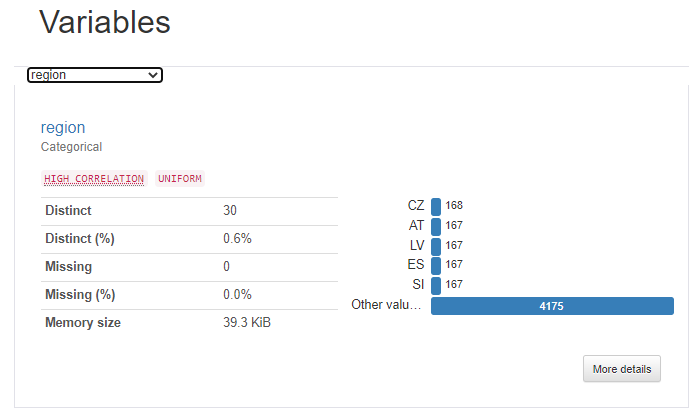 Variables
region
region
Categorical
HIGH CORRELATION UNIFORM
Distinct 30
Distinct (%) 0.6%
Missing 0
Missing (%) 0.0%
Memory size 39.3 KiB
CZ 168
AT 167
LV 167
ES 167
SI 167
Other valu… 4175
More details